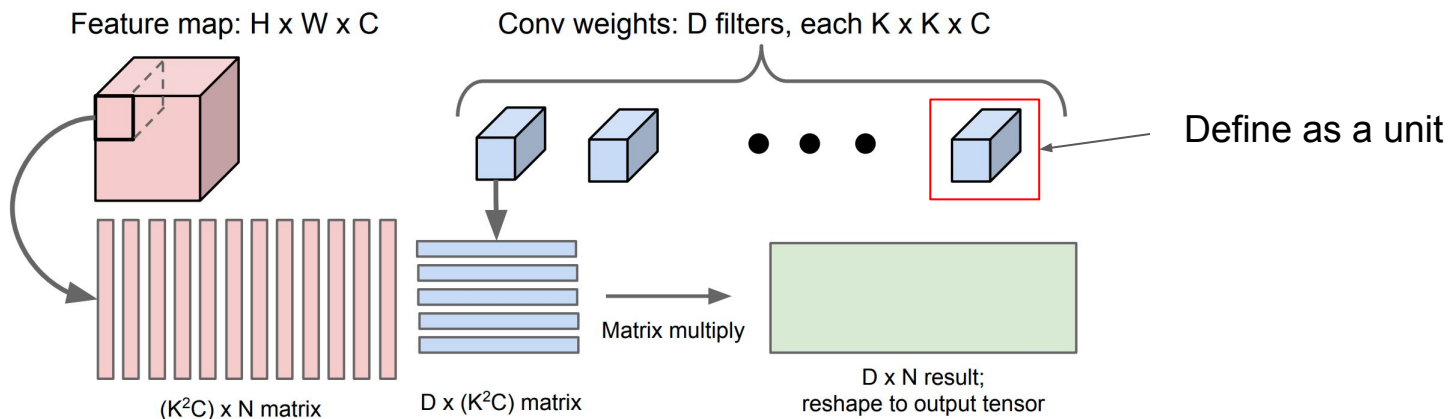 Feature map: H x W x C
Conv weights: D filters, each K x K x C
Define as a unit
Matrix multiply
(K²C) x N matrix
D x (K²C) matrix
D x N result;
reshape to output tensor